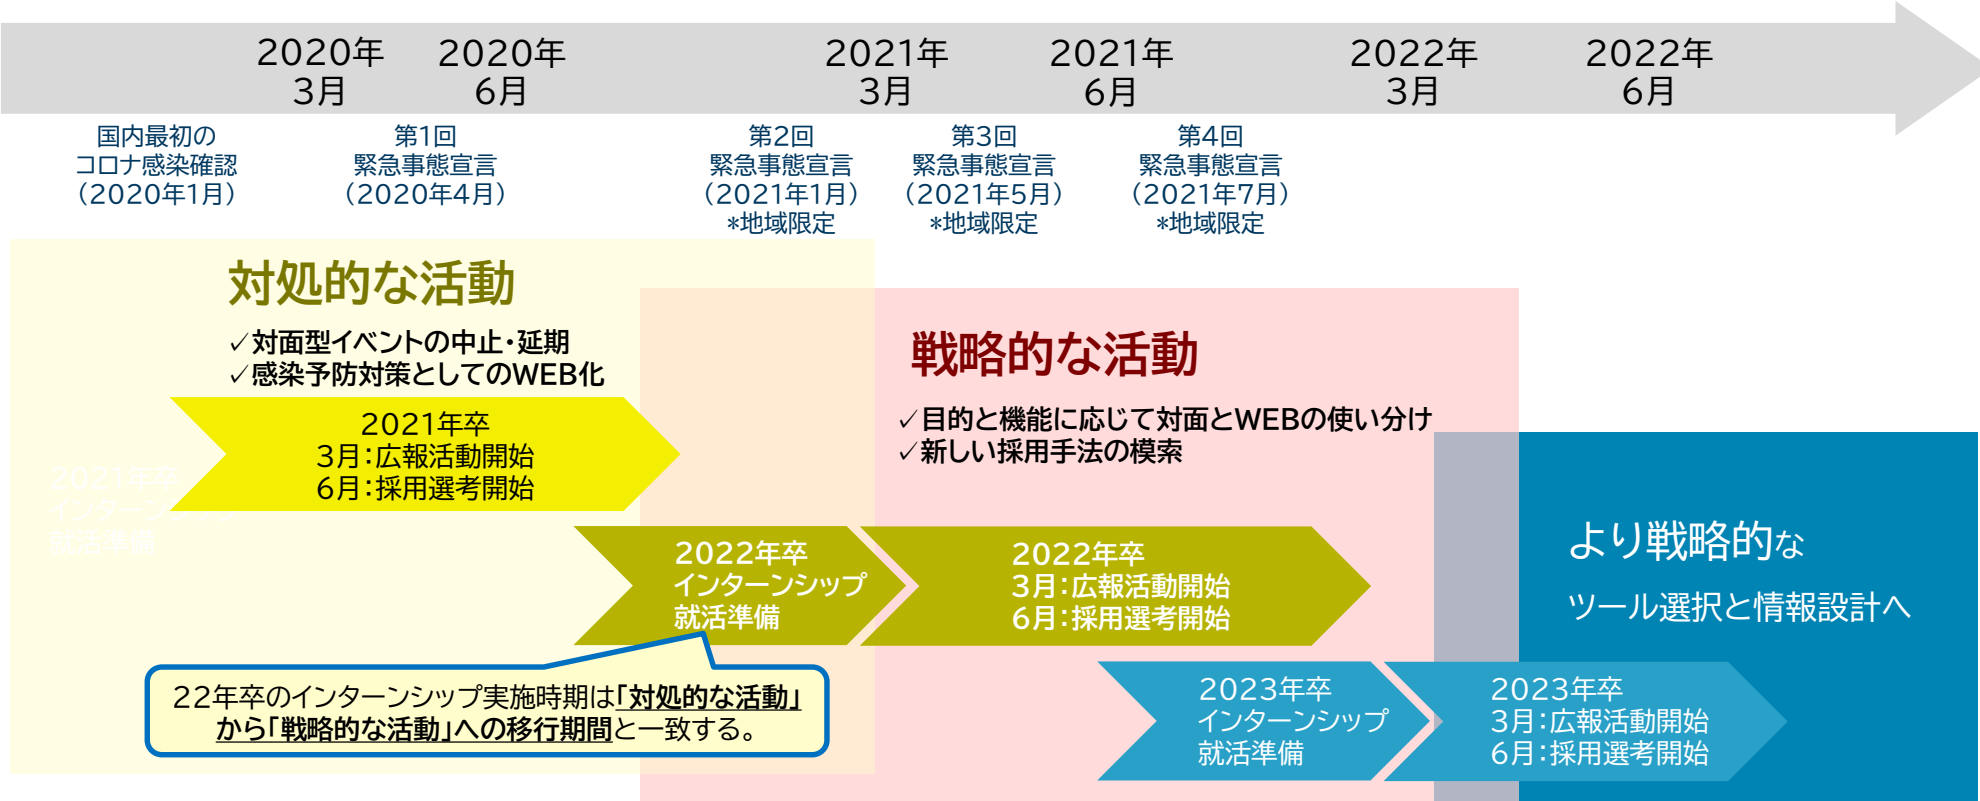 2020年
3月
2020年
6月
2021年
3月
2021年
6月
2022年
3月
2022年
6月
国内最初の
コロナ感染確認
（2020年1月）
第1回
緊急事態宣言
（2020年4月）
第2回
緊急事態宣言
（2021年1月）
*地域限定
第3回
緊急事態宣言
（2021年5月）
*地域限定
第4回
緊急事態宣言
（2021年7月）
*地域限定
対処的な活動
✓対面型イベントの中止・延期
✓感染予防対策としてのWEB化
2021年卒
3月：広報活動開始
6月：採用選考開始
2021年卒
インターンシップ
就活準備
戦略的な活動
✓目的と機能に応じて対面とWEBの使い分け
✓新しい採用手法の模索
2022年卒
インターンシップ
就活準備
2022年卒
3月：広報活動開始
6月：採用選考開始
22年卒のインターンシップ実施時期は「対処的な活動」
から「戦略的な活動」への移行期間と一致する。
より戦略的な
ツール選択と情報設計へ
2023年卒
インターンシップ
就活準備
2023年卒
3月：広報活動開始
6月：採用選考開始